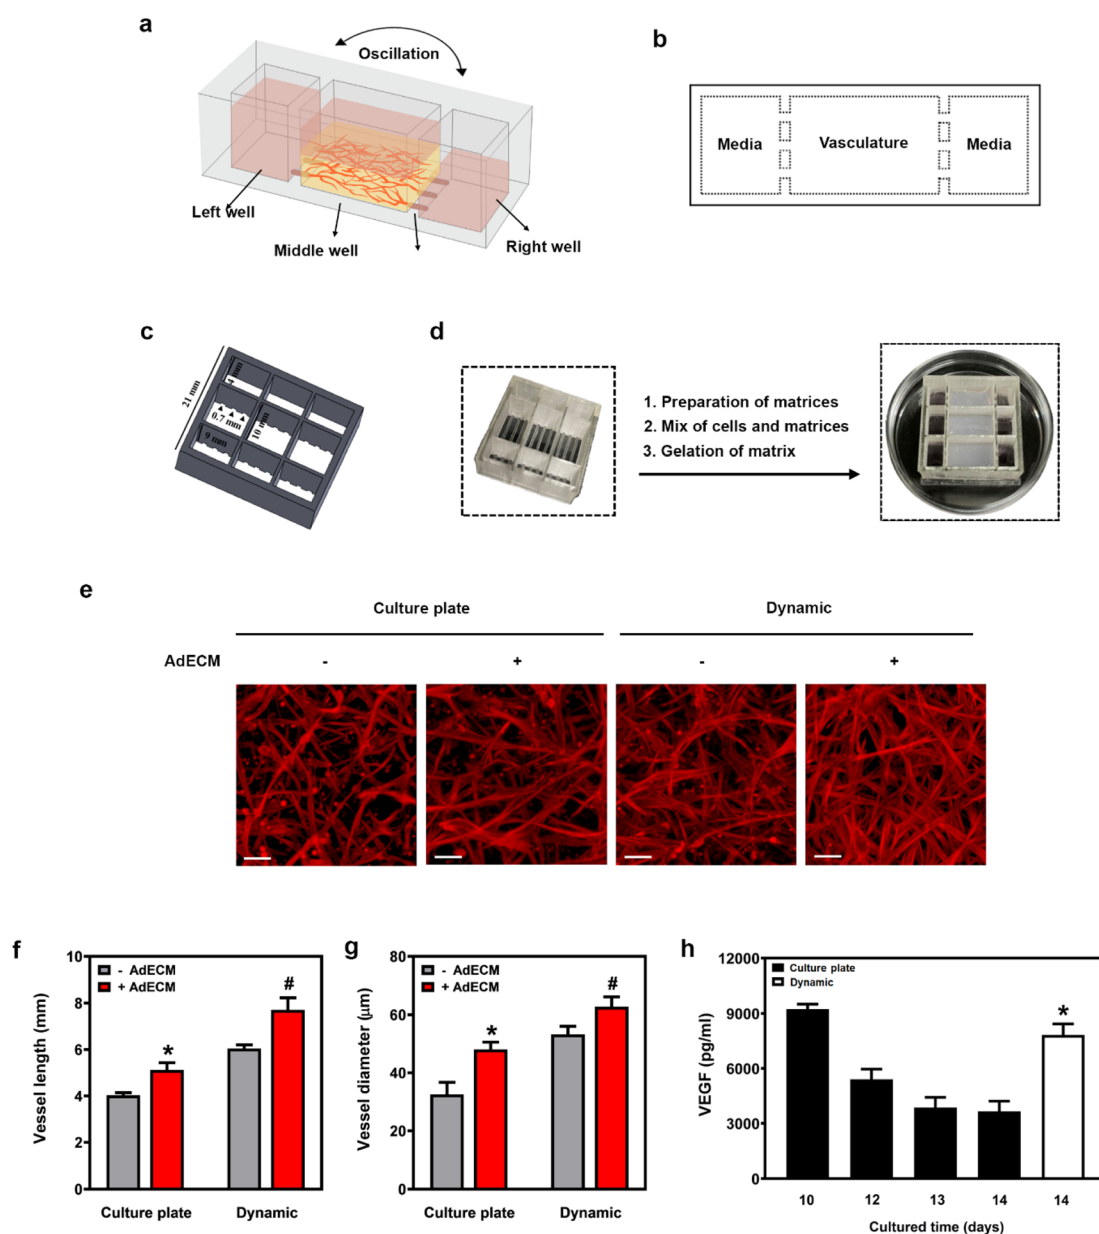 a
Oscillation
Left well
Middle well
Right well
b
Media
Vasculature
Media
c
21 mm
4 mm
0.7 mm
10 mm
9 mm
d
1. Preparation of matrices
2. Mix of cells and matrices
3. Gelation of matrix
e
Culture plate
Dynamic
AdECM
-
+
-
+
f
Vessel length (mm)
10
8
6
4
2
0
- AdECM
+ AdECM
*
#
Culture plate
Dynamic
g
Vessel diameter (µm)
80
60
40
20
0
- AdECM
+ AdECM
*
#
Culture plate
Dynamic
h
VEGF (pg/ml)
12000
9000
6000
3000
0
Culture plate
Dynamic
*
10
12
13
14
14
Cultured time (days)